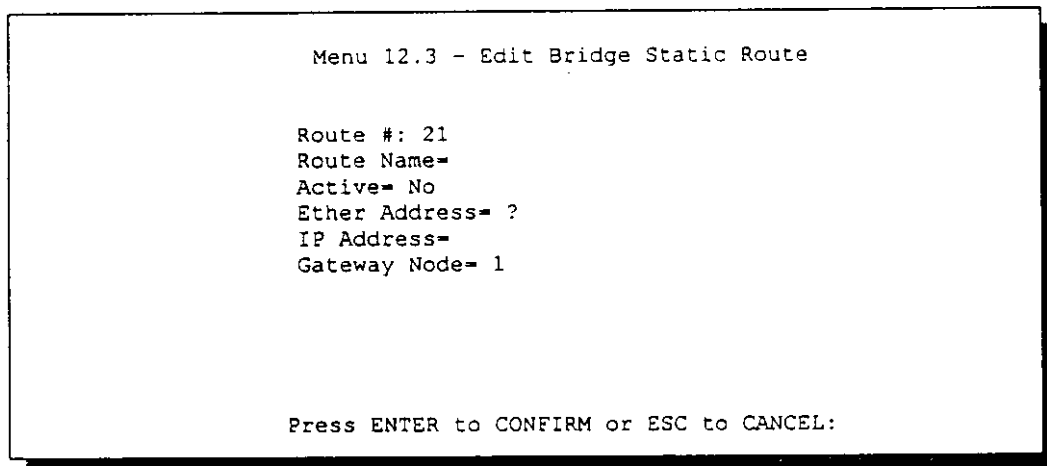 Menu 12.3 - Edit Bridge Static Route
Route #: 21
Route Name=
Active= No
Ether Address= ?
IP Address=
Gateway Node= 1
Press ENTER to CONFIRM or ESC to CANCEL: